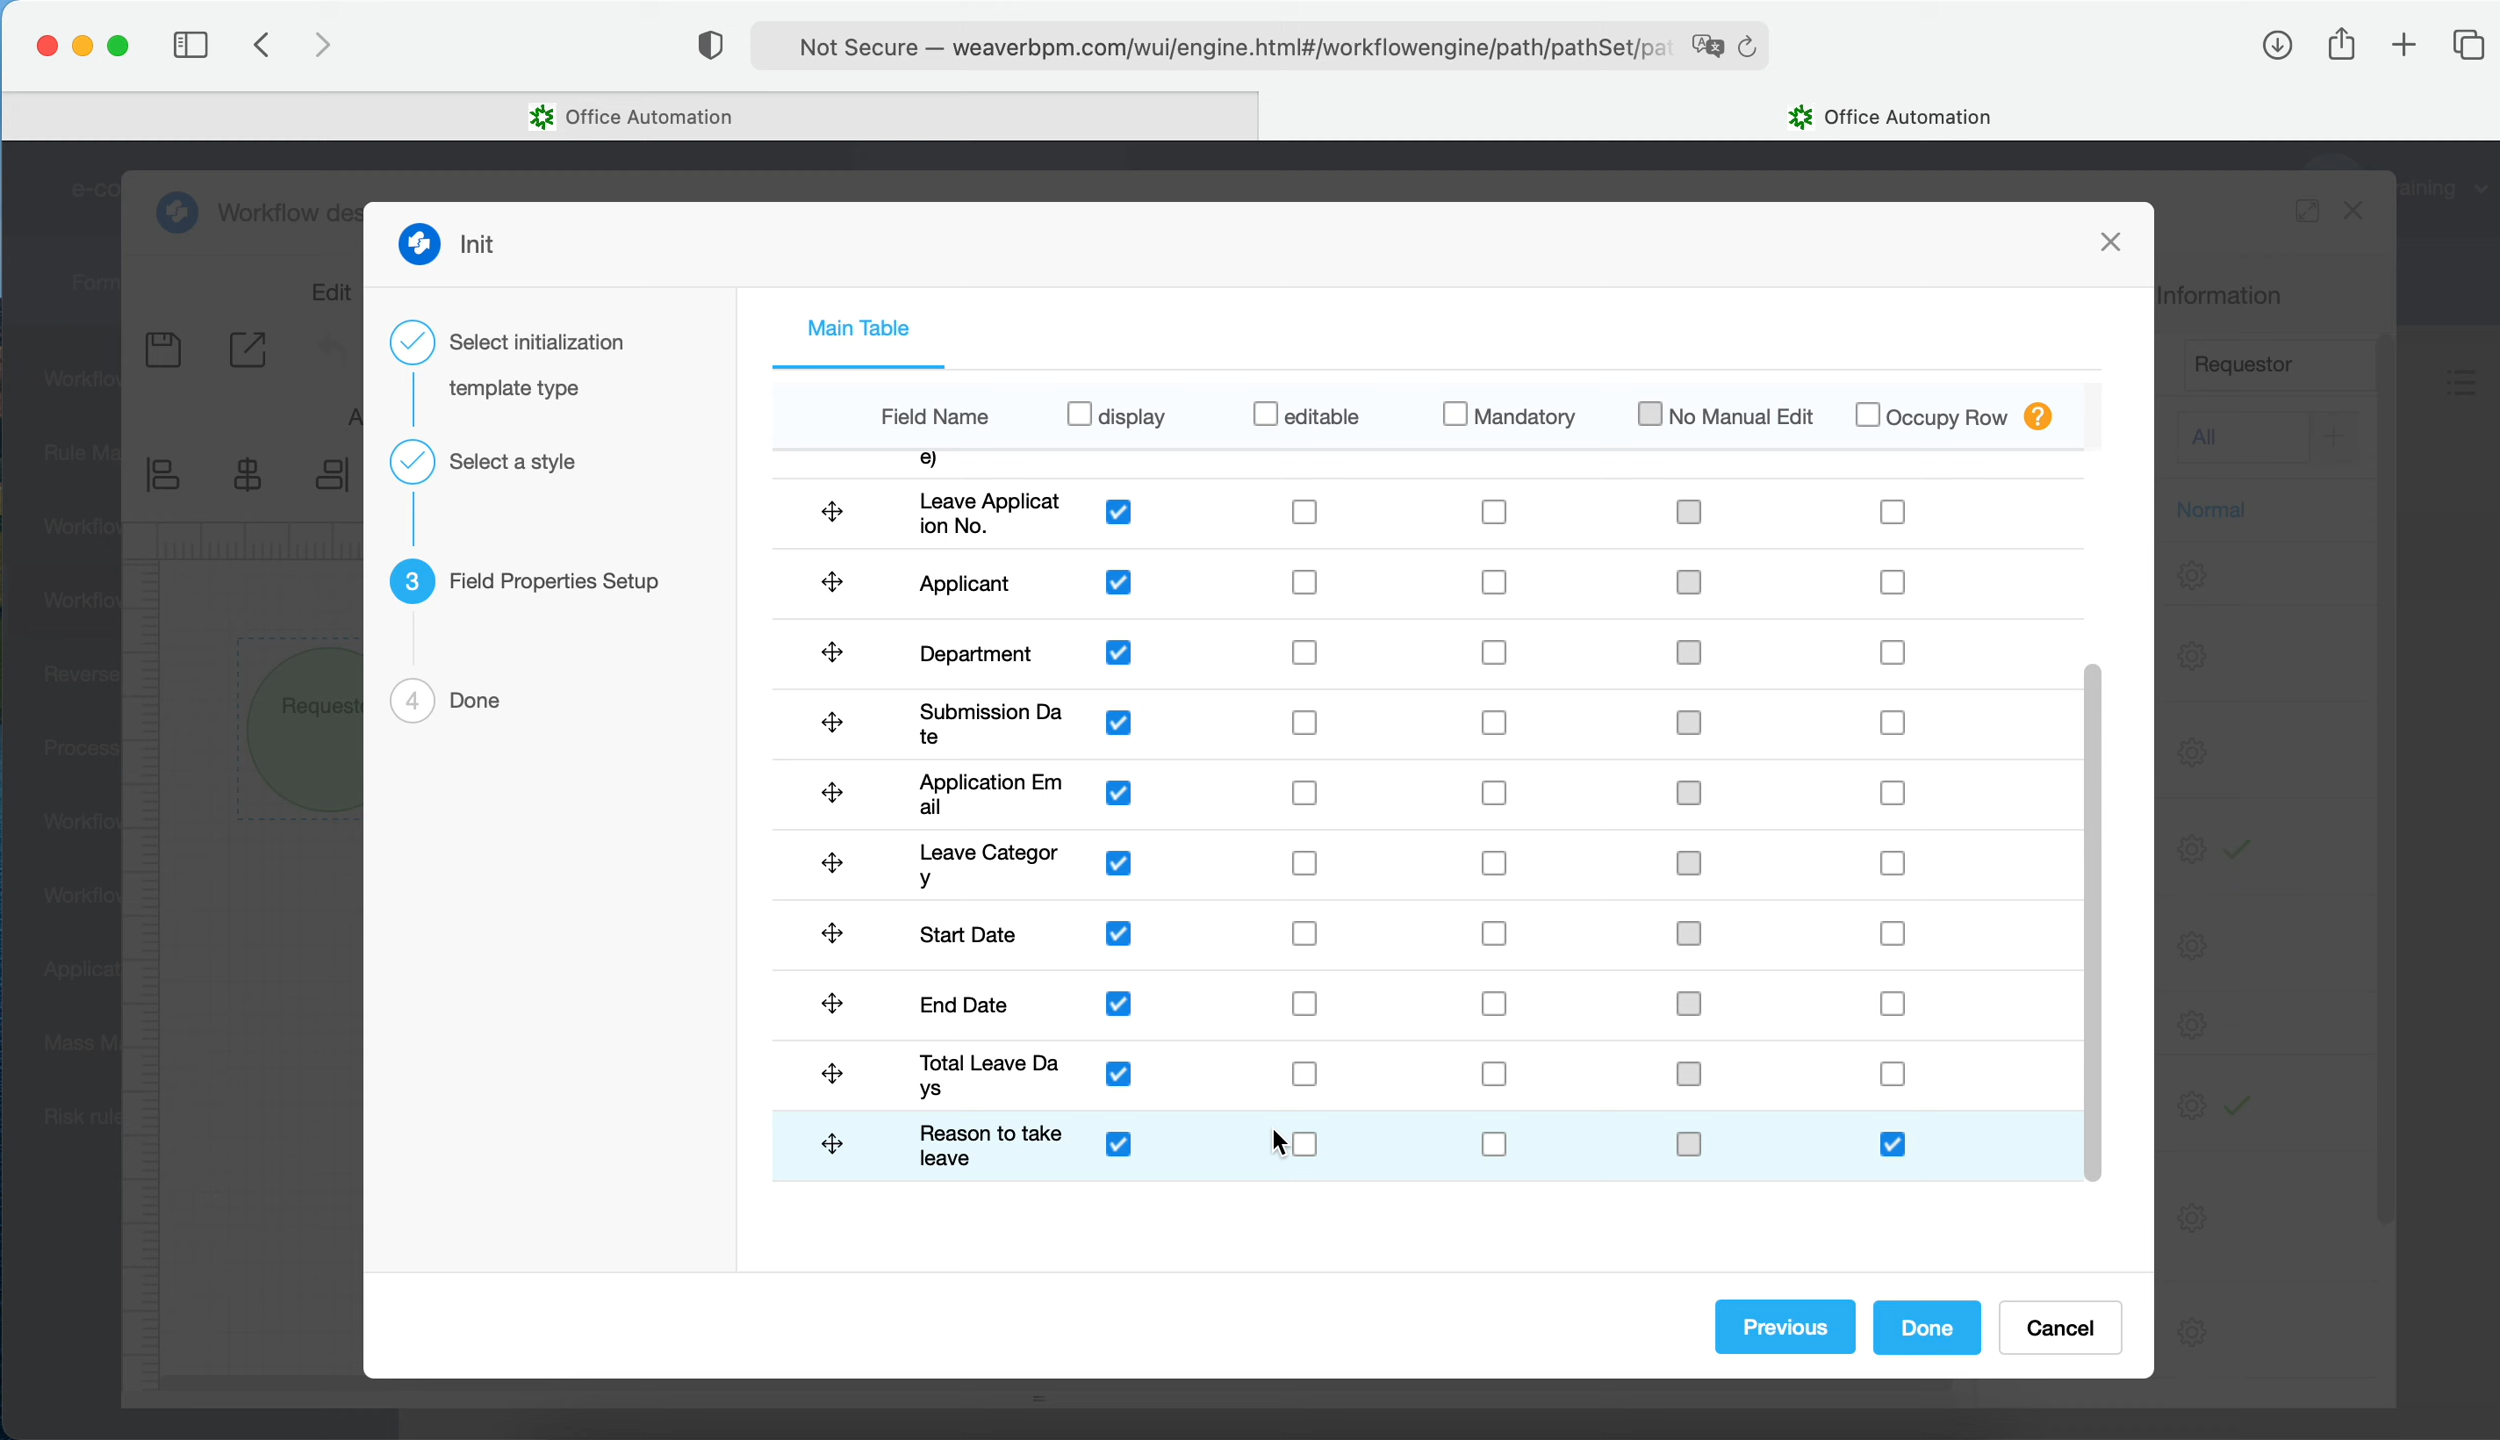 Not Secure — weaverbpm.com/wui/engine.html#/workflowengine/path/pathSet/pat
Office Automation
Office Automation
e-co
raining
Workflow des
Init
Form
Edit
Information
Main Table
Select initialization
template type
Requestor
Workflow
Field Name
display
editable
Mandatory
No Manual Edit
Occupy Row
?
A
All
Rule Ma
Select a style
e)
Leave Applicat
ion No.
Normal
Workflow
3
Field Properties Setup
Applicant
Workflow
Department
Reverse
4
Done
Requesto
Submission Da
te
Process
Application Em
ail
Workflow
Leave Categor
y
Workflow
Start Date
Applicat
End Date
Mass M
Total Leave Da
ys
Risk rule
Reason to take
leave
Previous
Done
Cancel